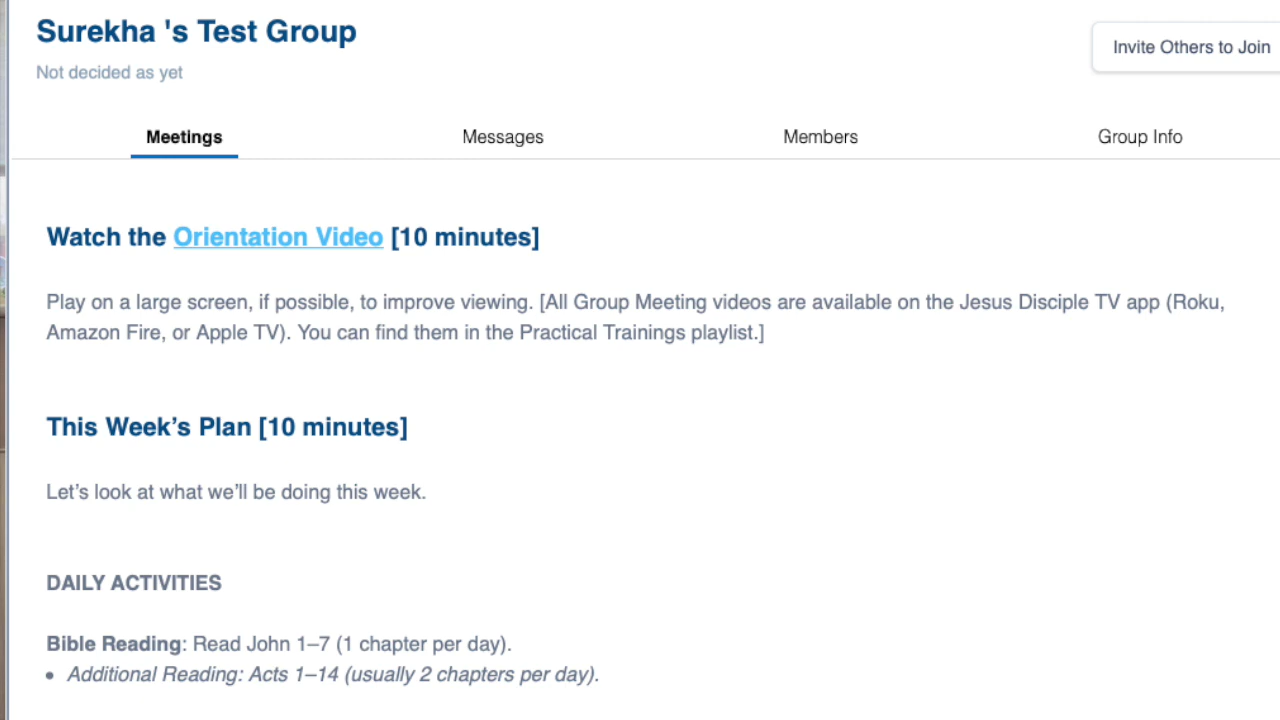 Surekha 's Test Group
Invite Others to Join
Not decided as yet
Meetings
Messages
Members
Group Info
Watch the Orientation Video [10 minutes]
Play on a large screen, if possible, to improve viewing. [All Group Meeting videos are available on the Jesus Disciple TV app (Roku,
Amazon Fire, or Apple TV). You can find them in the Practical Trainings playlist.]
This Week’s Plan [10 minutes]
Let’s look at what we’ll be doing this week.
DAILY ACTIVITIES
Bible Reading: Read John 1–7 (1 chapter per day).
• Additional Reading: Acts 1–14 (usually 2 chapters per day).